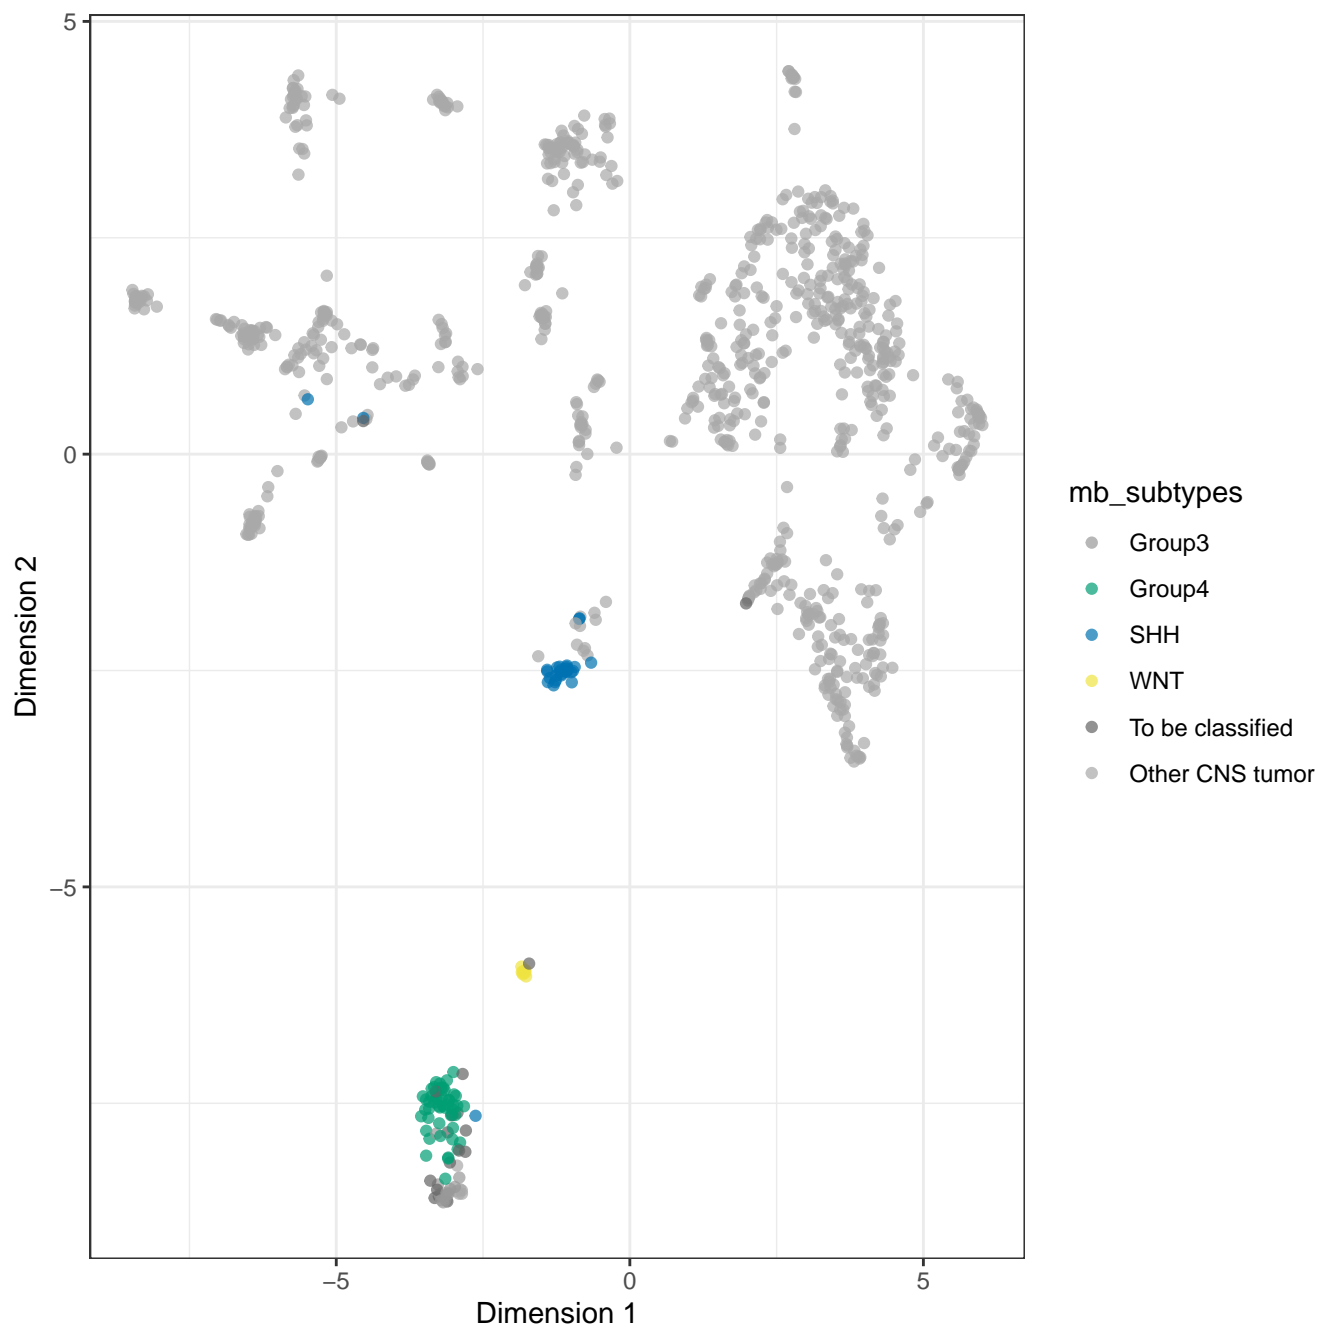 5
0
−5
Dimension 2
−5
0
5
Dimension 1
mb_subtypes
Group3
Group4
SHH
WNT
To be classified
Other CNS tumor